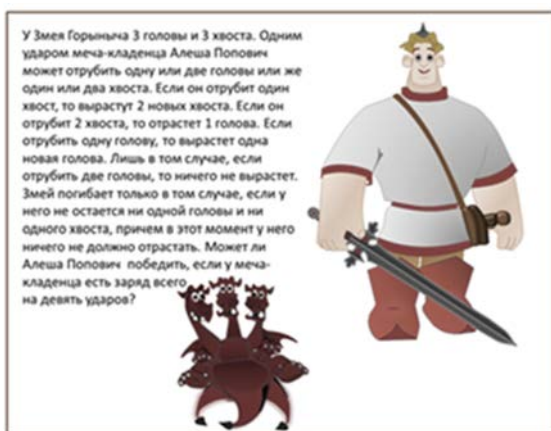 У Змея Горыныча 3 головы и 3 хвоста. Одним
ударом меча-кладенца Алеша Попович
может отрубить одну или две головы или же
один или два хвоста. Если он отрубит один
хвост, то вырастут 2 новых хвоста. Если он
отрубит 2 хвоста, то отрастет 1 голова. Если
отрубить одну голову, то вырастет одна
новая голова. Лишь в том случае, если
отрубить две головы, то ничего не вырастет.
Змей погибает только в том случае, если у
него не остается ни одной головы и ни
одного хвоста, причем в этот момент у него
ничего не должно отрастать. Может ли
Алеша Попович победить, если у меча-
кладенца есть заряд всего
на девять ударов?